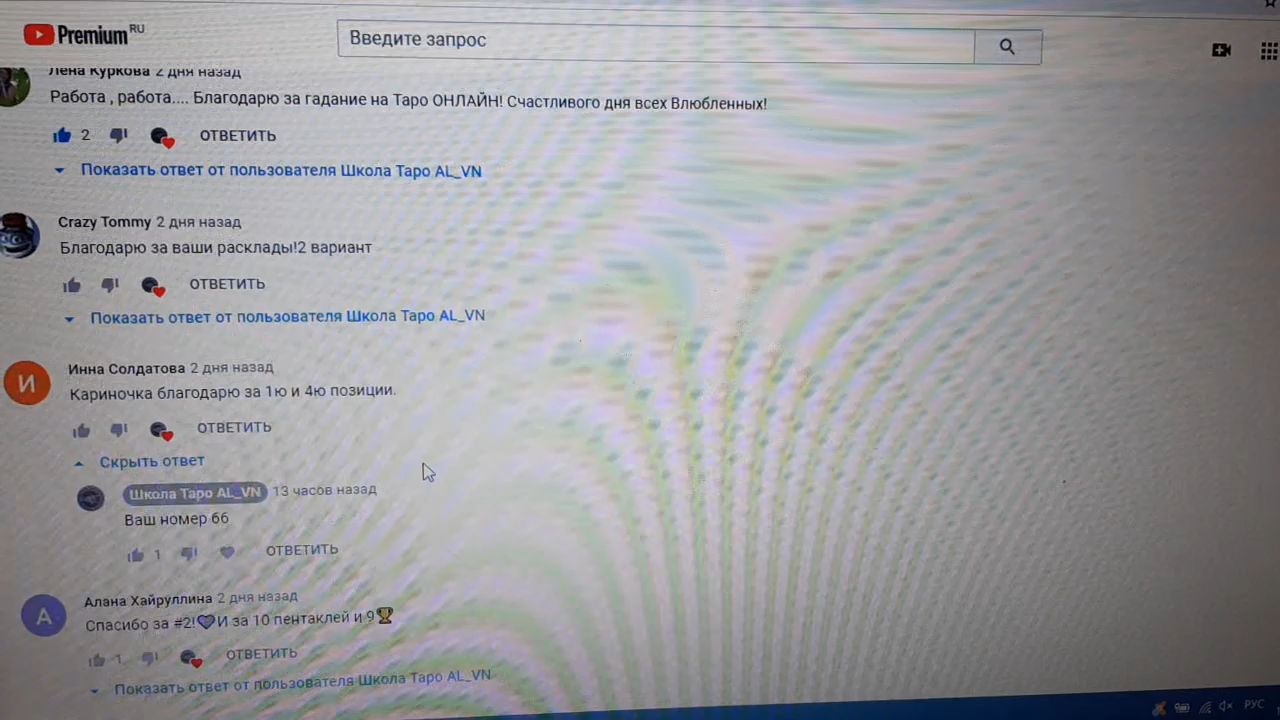 Premium RU
Введите запрос
Лена Куркова 2 дня назад
Работа , работа.... Благодарю за гадание на Таро ОНЛАЙН! Счастливого дня всех Влюбленных!
2 ОТВЕТИТЬ
Показать ответ от пользователя Школа Таро AL_VN
Crazy Tommy 2 дня назад
Благодарю за ваши расклады!2 вариант
ОТВЕТИТЬ
Показать ответ от пользователя Школа Таро AL_VN
И
Инна Солдатова 2 дня назад
Кариночка благодарю за 1ю и 4ю позиции.
ОТВЕТИТЬ
Скрыть ответ
Школа Таро AL_VN 13 часов назад
Ваш номер 66
1 ОТВЕТИТЬ
А
Алана Хайруллина 2 дня назад
Спасибо за #2!💜И за 10 пентаклей и 9🏆
1 ОТВЕТИТЬ
Показать ответ от пользователя Школа Таро AL_VN
РУС